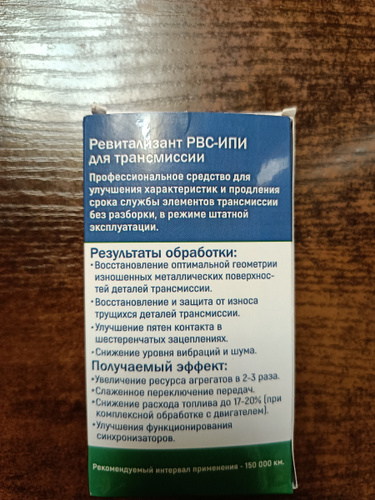 Ревитализант РВС-ИПИ
для трансмиссии
Профессиональное средство для
улучшения характеристик и продления
срока службы элементов трансмиссии
без разборки, в режиме штатной
эксплуатации.
Результаты обработки:
•Восстановление оптимальной геометрии
изношенных металлических поверхнос-
тей деталей трансмиссии.
•Восстановление и защита от износа
трущихся деталей трансмиссии.
•Улучшение пятен контакта в
шестеренчатых зацеплениях.
•Снижение уровня вибраций и шума.
Получаемый эффект:
•Увеличение ресурса агрегатов в 2-3 раза.
•Слаженное переключение передач.
•Снижение расхода топлива до 17-20% (при
комплексной обработке с двигателем).
•Улучшения функционирования
синхронизаторов.
Рекомендуемый интервал применения - 150 000 км.